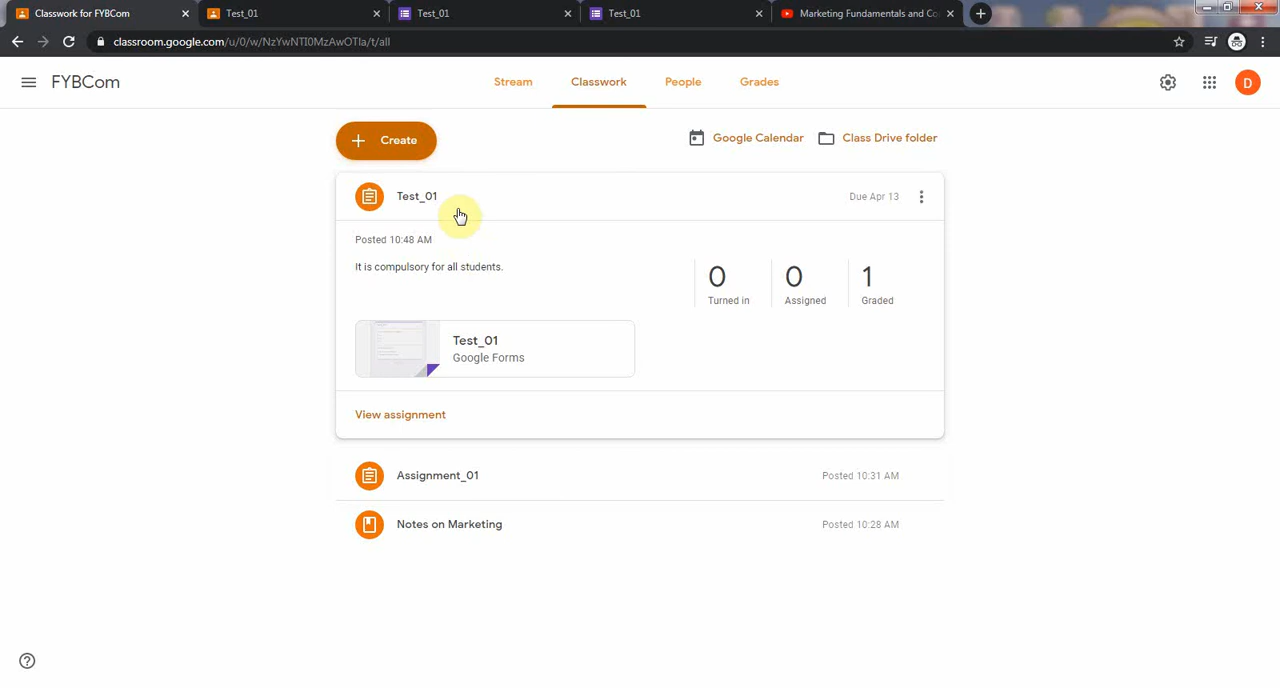 Classwork for FYBCom
Test_01
Test_01
Test_01
Marketing Fundamentals and Co
classroom.google.com/u/0/w/NzYwNTI0MzAwOTIa/t/all
FYBCom
Stream
Classwork
People
Grades
D
Create
Google Calendar
Class Drive folder
Test_01
Due Apr 13
Posted 10:48 AM
It is compulsory for all students.
0
0
1
Turned in
Assigned
Graded
Test_01
Google Forms
View assignment
Assignment_01
Posted 10:31 AM
Notes on Marketing
Posted 10:28 AM